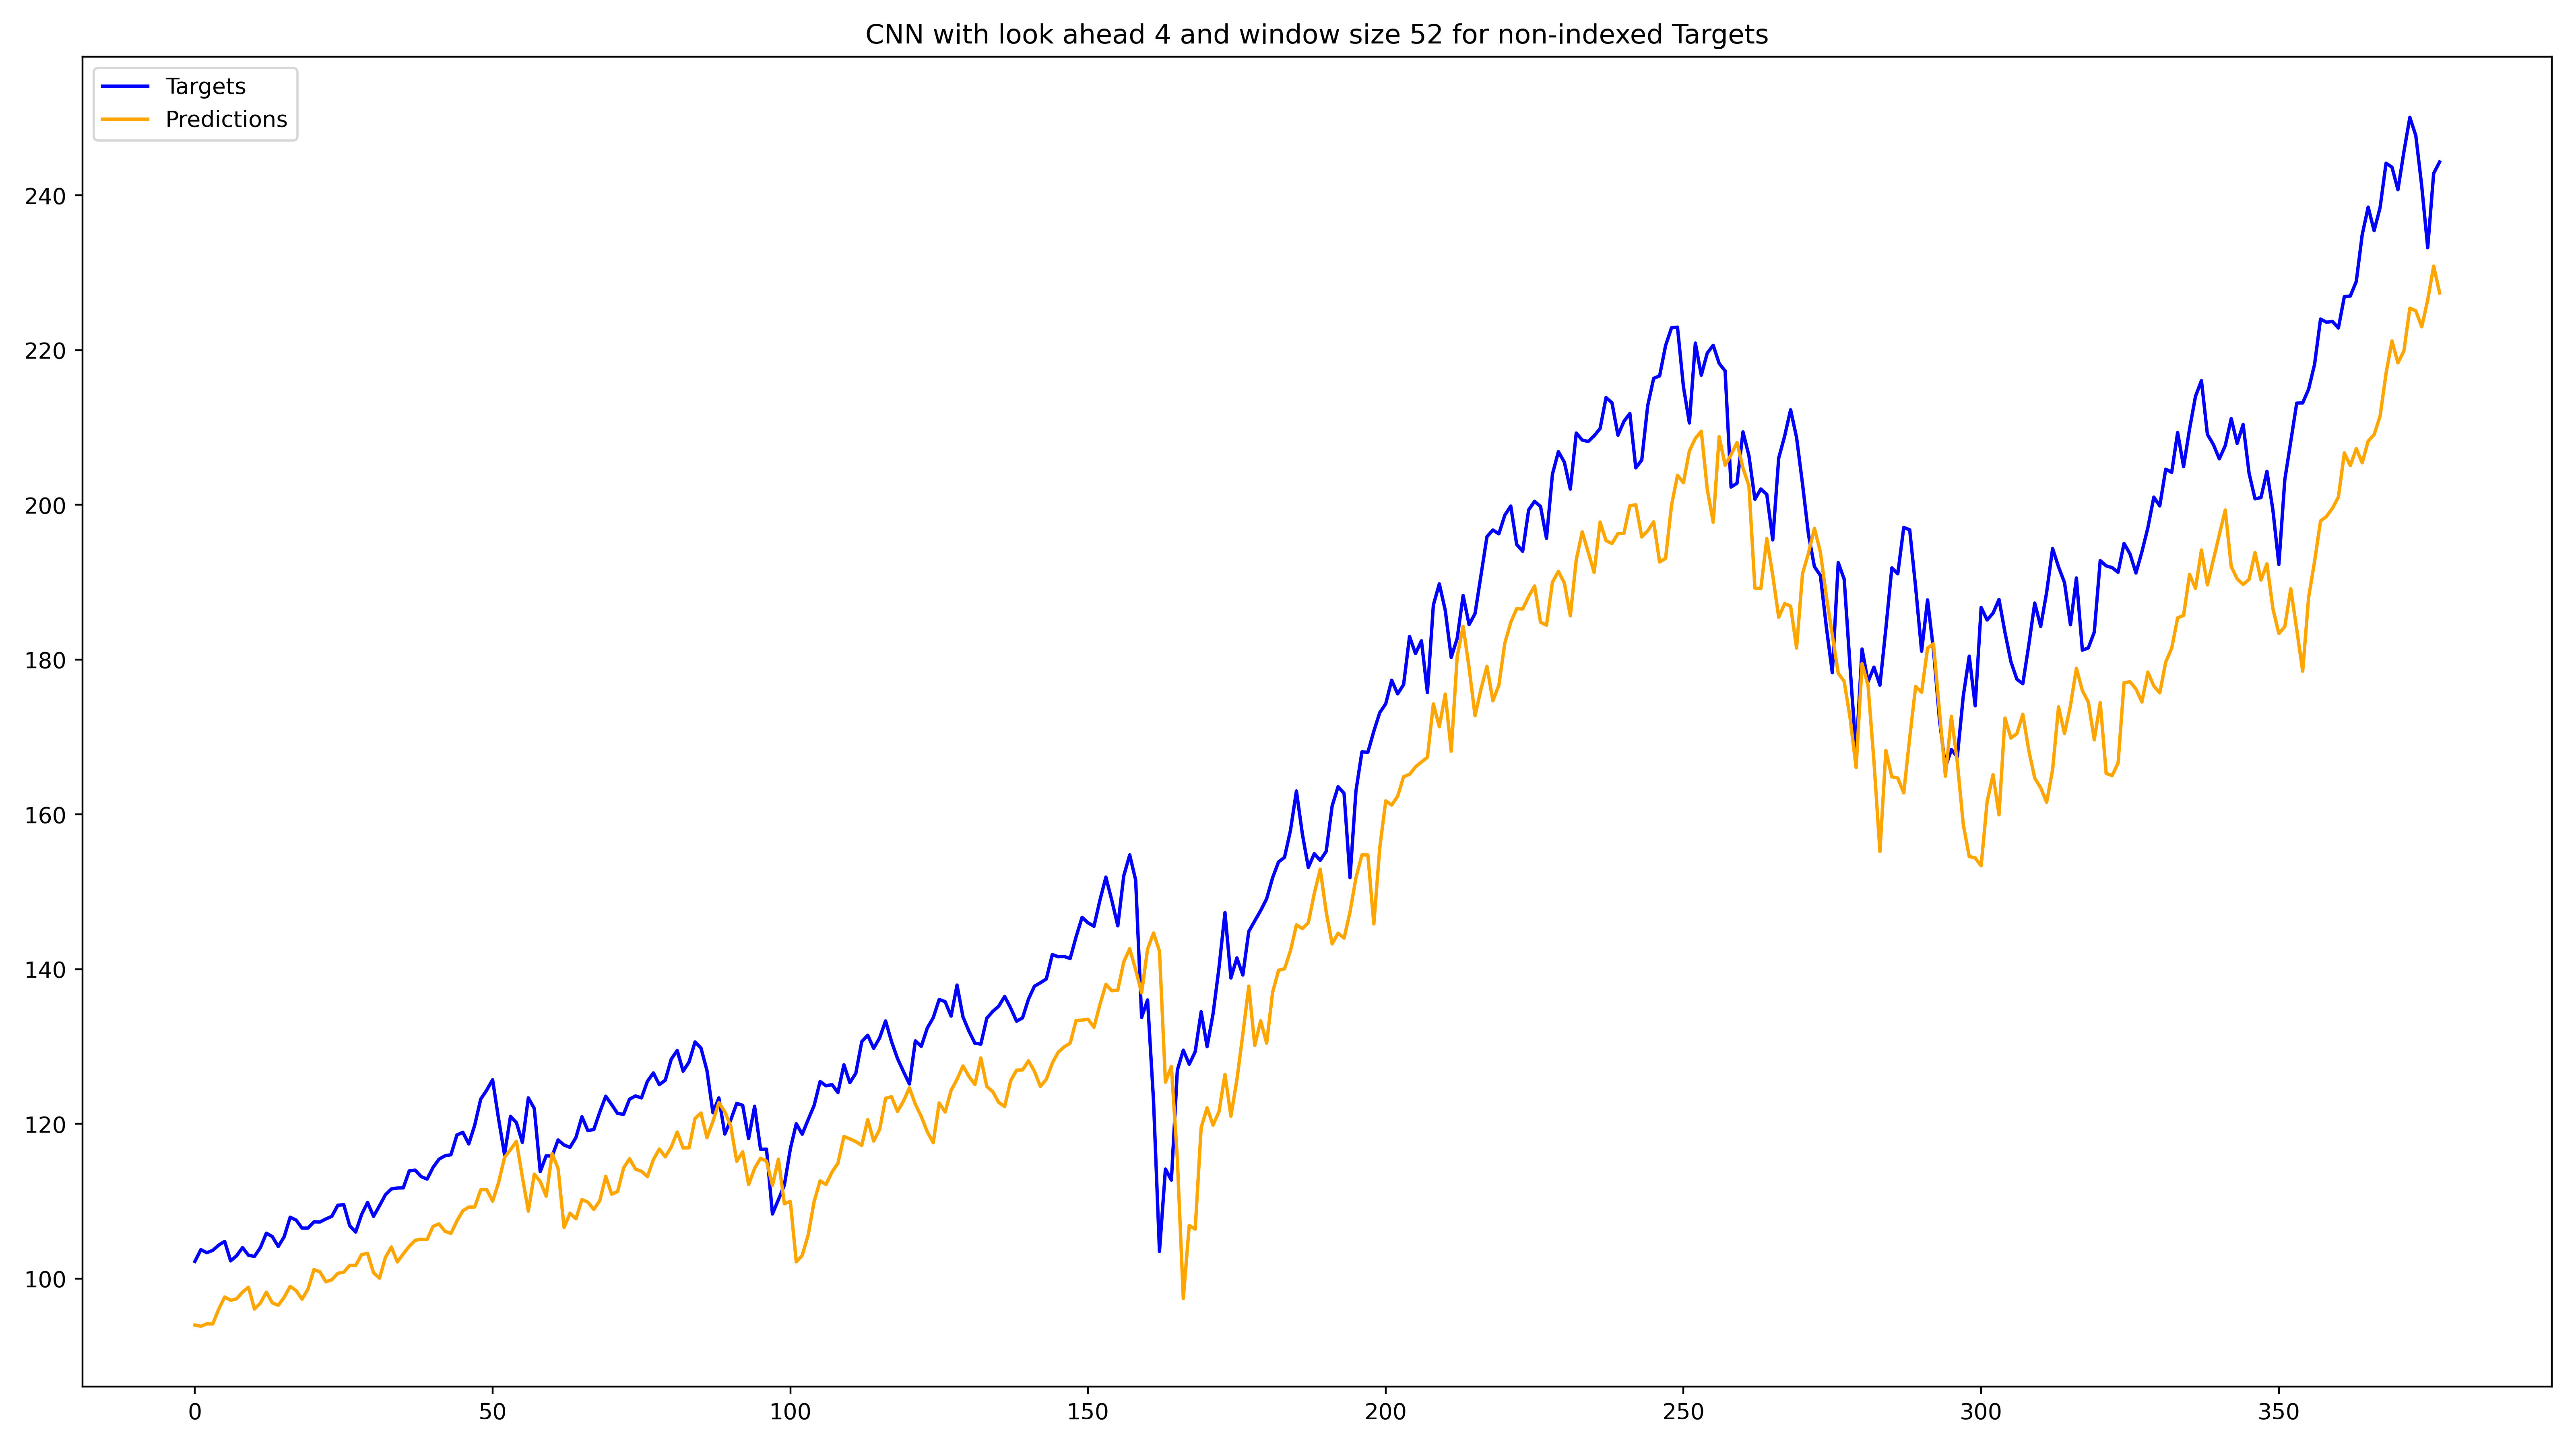 CNN with look ahead 4 and window size 52 for non-indexed Targets
Targets
Predictions
240
220
200
180
160
140
120
100
0 50 100 150 200 250 300 350